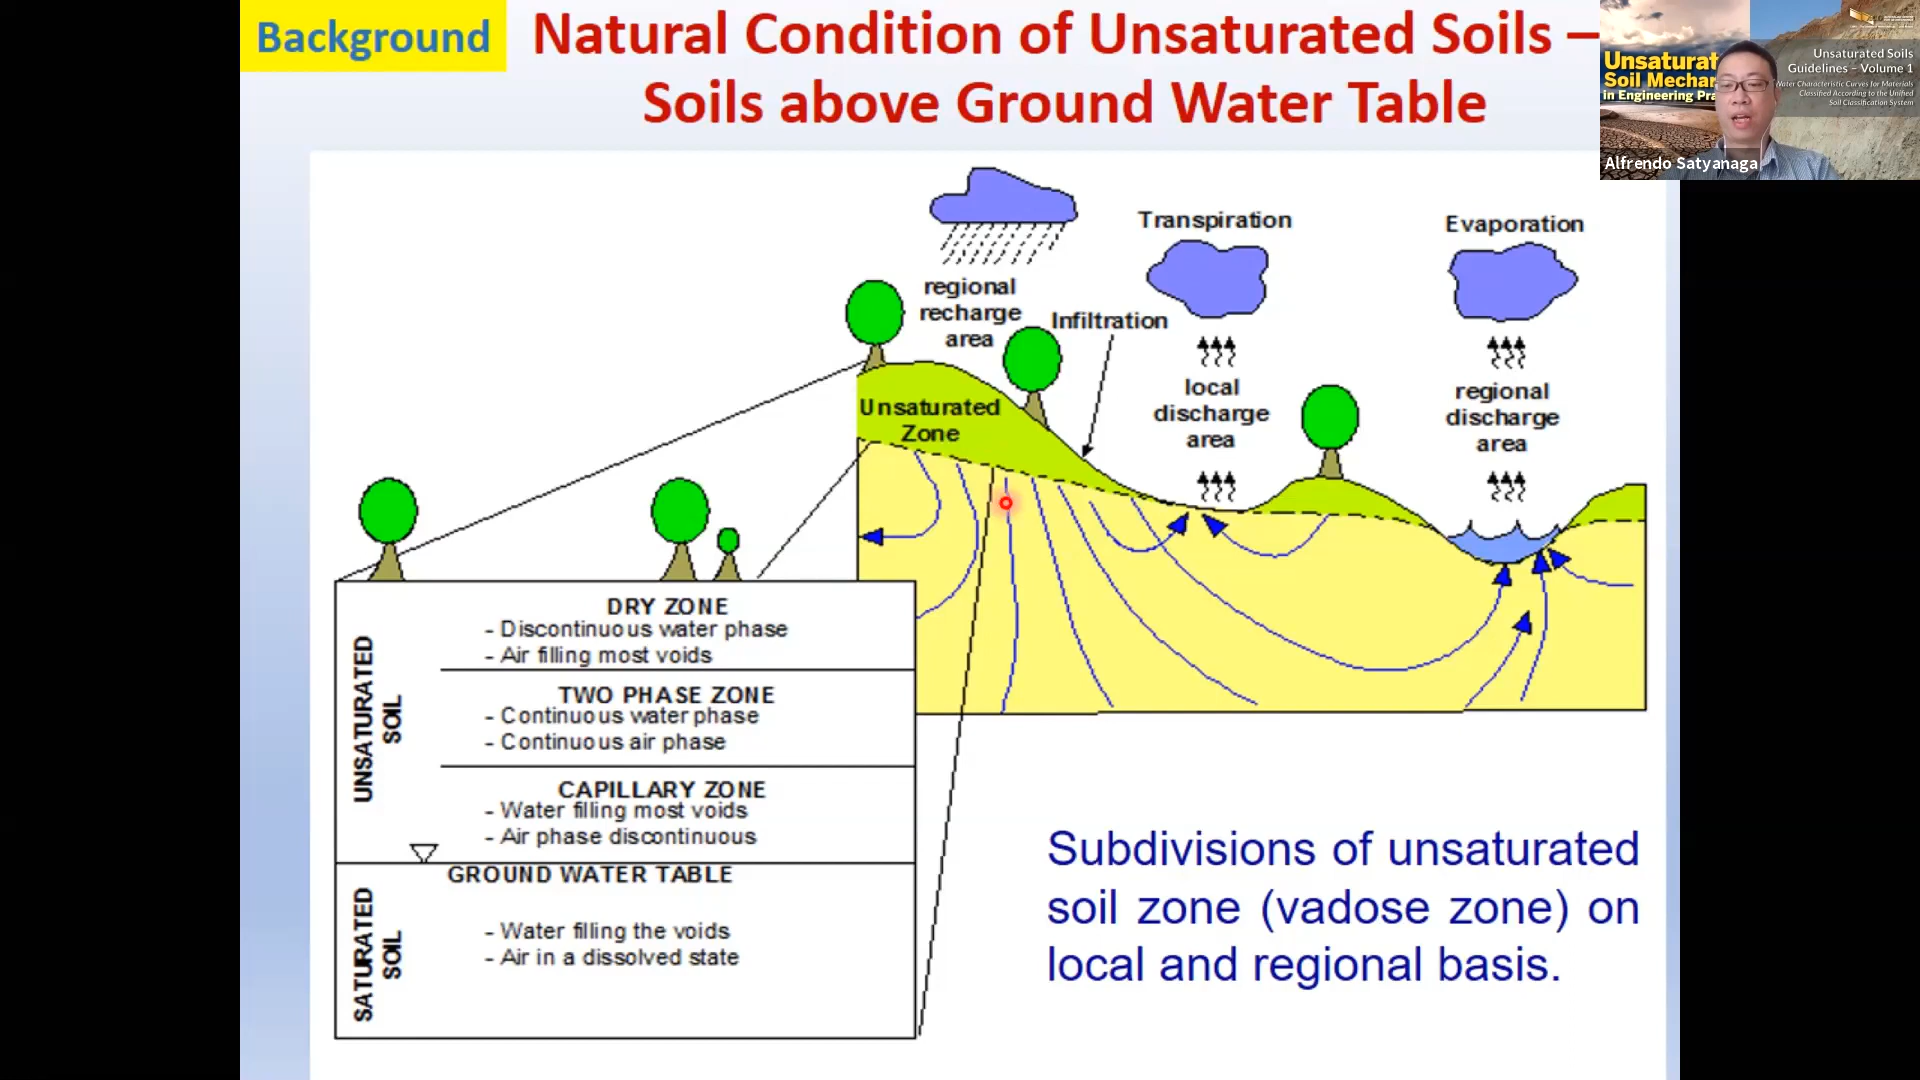 Background
Natural Condition of Unsaturated Soils –
Soils above Ground Water Table
Unsaturat
Soil Mechar
in Engineering Pra
Unsaturated Soils
Guidelines – Volume 1
Water Characteristic Curves for Materials
Classified According to the Unified
Soil Classification System
Alfrendo Satyanaga
Transpiration
Evaporation
regional
recharge
area
Infiltration
local
discharge
area
regional
discharge
area
Unsaturated
Zone
UNSATURATED
SOIL
DRY ZONE
- Discontinuous water phase
- Air filling most voids
TWO PHASE ZONE
- Continuous water phase
- Continuous air phase
CAPILLARY ZONE
- Water filling most voids
- Air phase discontinuous
SATURATED
SOIL
GROUND WATER TABLE
- Water filling the voids
- Air in a dissolved state
Subdivisions of unsaturated
soil zone (vadose zone) on
local and regional basis.